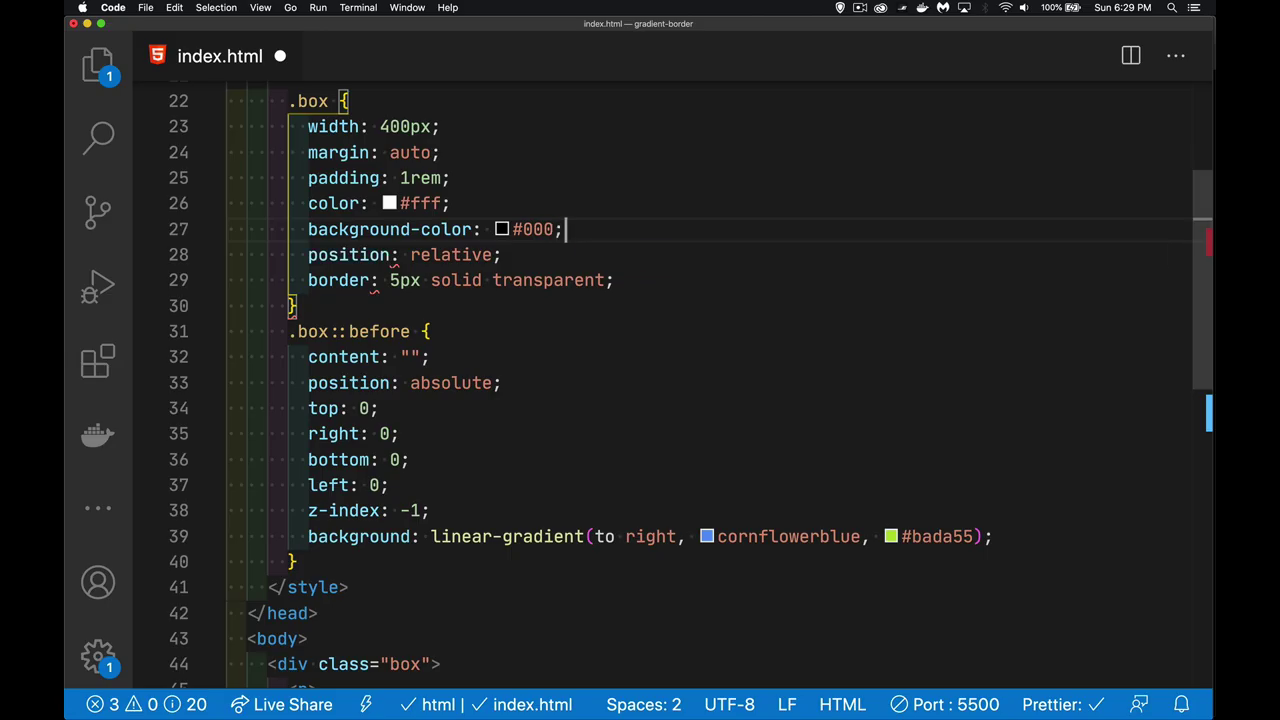 Code File Edit Selection View Go Run Terminal Window Help 100% Sun 6:29 PM
index.html — gradient-border
index.html
1
22 .box {
23 width: 400px;
24 margin: auto;
25 padding: 1rem;
26 color: #fff;
27 background-color: #000;
28 position: relative;
29 border: 5px solid transparent;
30 }
31 .box::before {
32 content: "";
33 position: absolute;
34 top: 0;
35 right: 0;
36 bottom: 0;
37 left: 0;
38 z-index: -1;
39 background: linear-gradient(to right, cornflowerblue, #bada55);
40 }
41 </style>
42 </head>
43 <body>
44 <div class="box">
1
3 0 20 Live Share html | index.html Spaces: 2 UTF-8 LF HTML Port : 5500 Prettier: